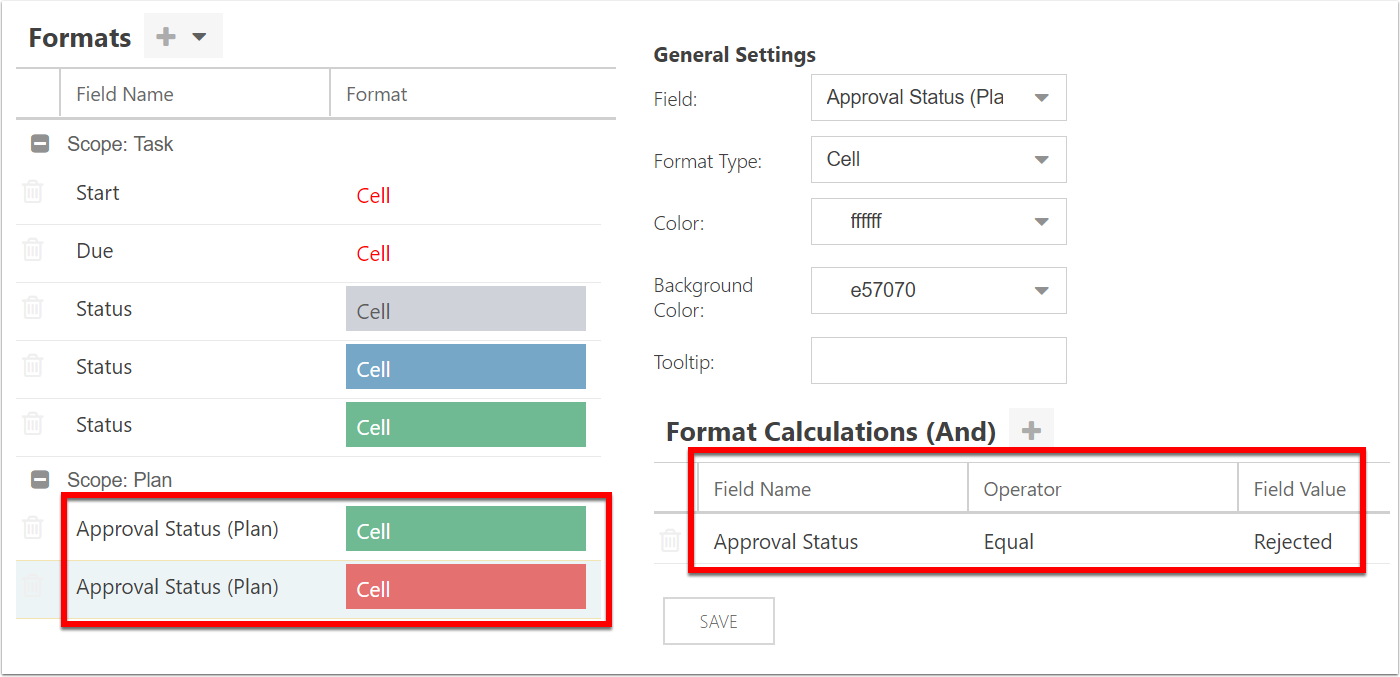 Formats
Field Name Format
Scope: Task
Start Cell
Due Cell
Status Cell
Status Cell
Status Cell
Scope: Plan
Approval Status (Plan) Cell
Approval Status (Plan) Cell
General Settings
Field: Approval Status (Pla
Format Type: Cell
Color: ffffff
Background
Color: e57070
Tooltip:
Format Calculations (And)
Field Name Operator Field Value
Approval Status Equal Rejected
SAVE